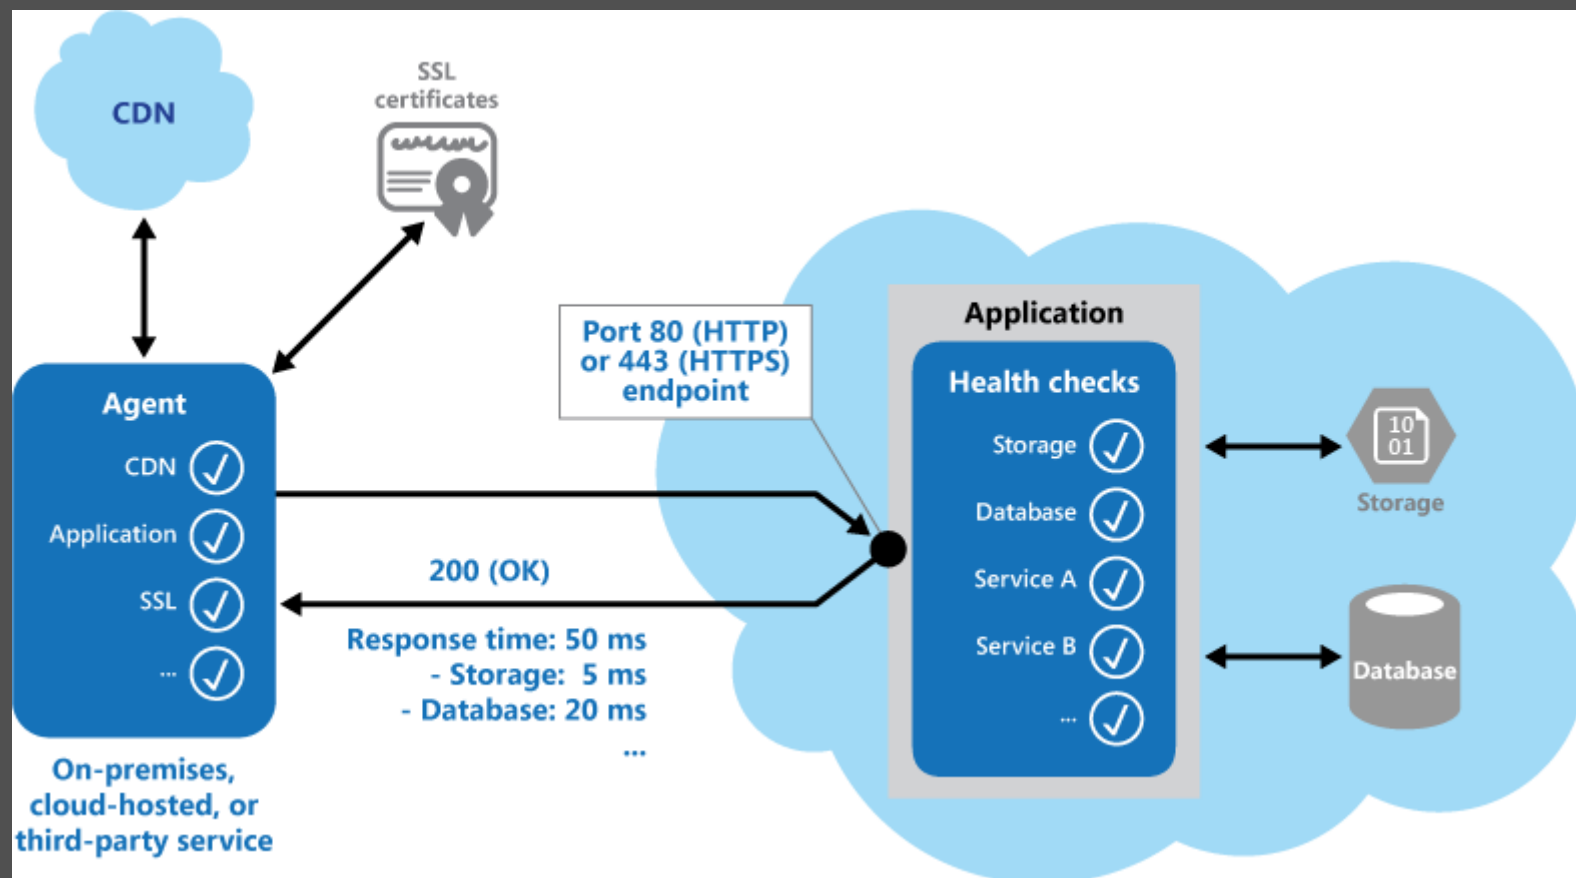 CDN
SSL
certificates
Agent
CDN
Application
SSL
...
On-premises,
cloud-hosted, or
third-party service
200 (OK)
Response time: 50 ms
- Storage: 5 ms
- Database: 20 ms
...
Port 80 (HTTP)
or 443 (HTTPS)
endpoint
Application
Health checks
Storage
Database
Service A
Service B
...
10
01
Storage
Database